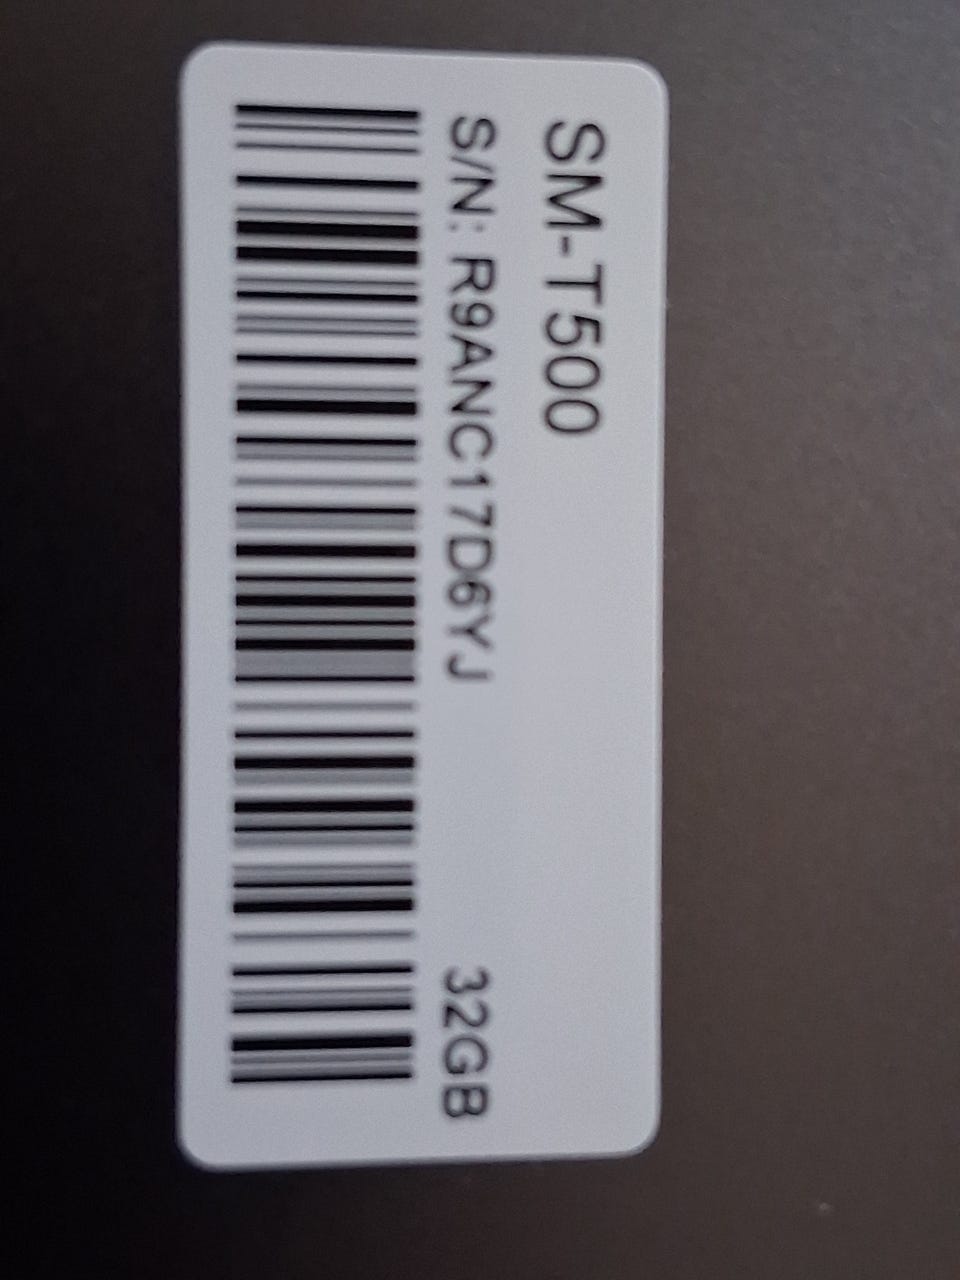 SM-T500
S/N: R9ANC17D6YJ 32GB